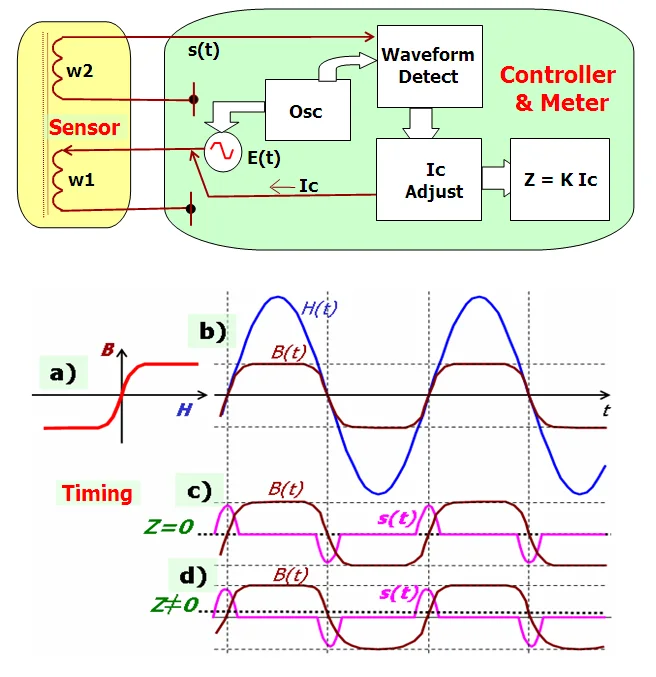 s(t)
w2
Waveform
Detect
Controller
& Meter
Osc
Sensor
E(t)
w1
Ic
Ic
Adjust
Z = K Ic
b)
H(t)
B
B(t)
a)
H
t
Timing
c)
B(t)
s(t)
Z=0
d)
B(t)
s(t)
Z≠0